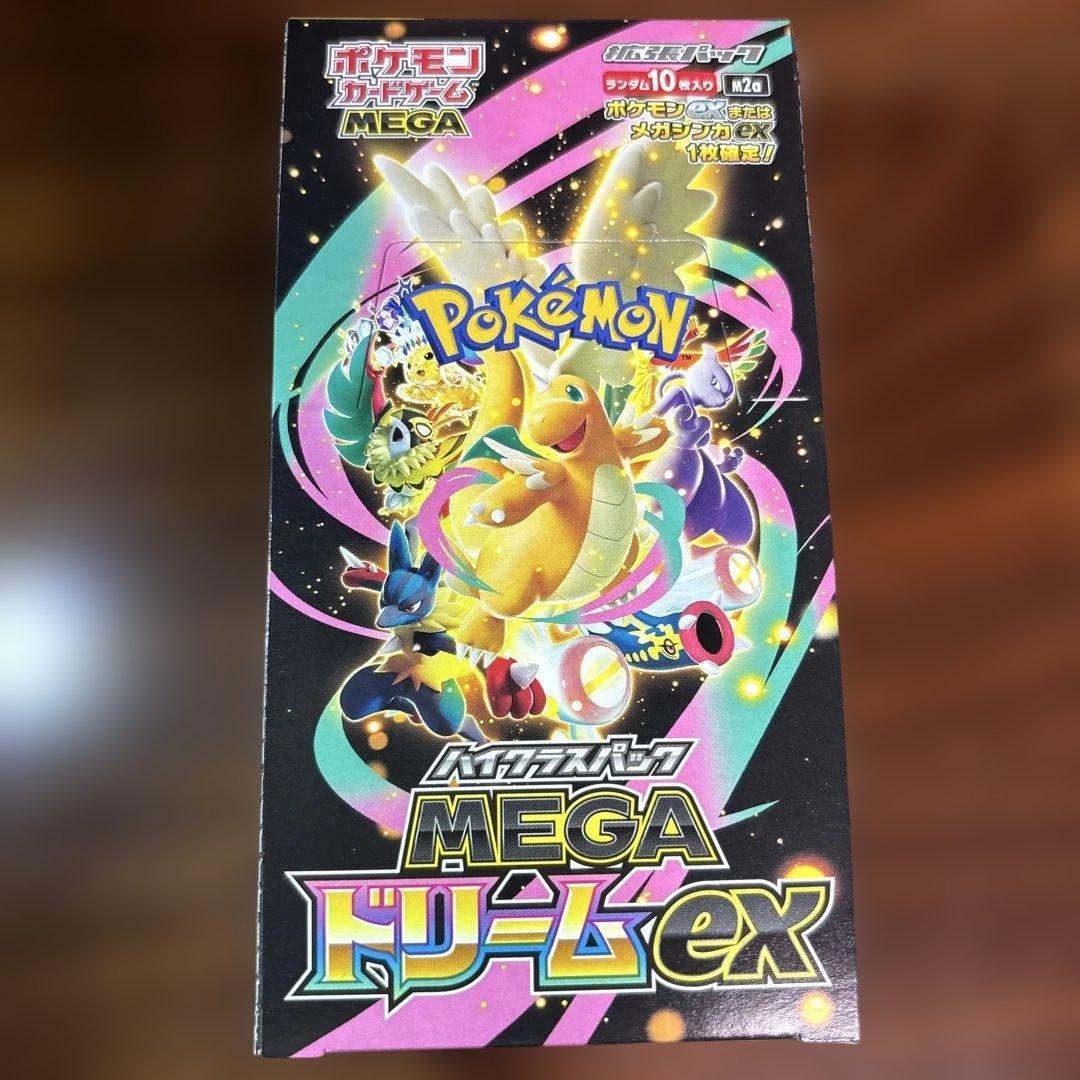 ポケモン
カードゲーム™
MEGA
拡張パック
ランダム10枚入り M2a
ポケモンexまたは
メガシンカex
1枚確定!
POKéMON™
ハイクラスパック
MEGA
ドリームex